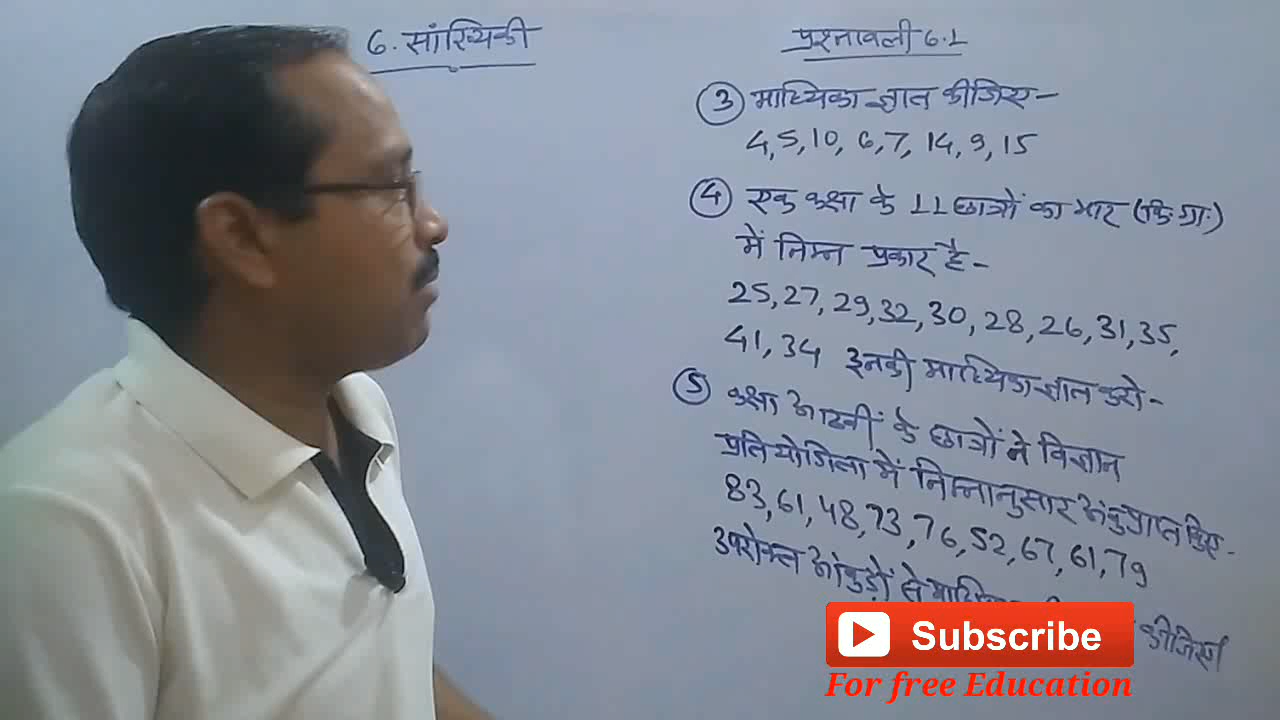 6. सांख्यिकी
प्रश्नावली 6.1
③ माध्यिका ज्ञात कीजिए-
4,5,10, 6,7, 14,9,15
④ एक कक्षा के 11 छात्रों का भार (कि.ग्रा.)
में निम्न प्रकार है-
25,27,29,32,30,28,26,31,35,
41,34 इनकी माध्यिका ज्ञात करो-
⑤ कक्षा आठवीं के छात्रों ने विज्ञान
प्रतियोगिता में निम्नानुसार अंक प्राप्त किए-
83,61,48,73,76,52,67,61,79
उपरोक्त आंकड़ों से कीजिए।
Subscribe
For free Education